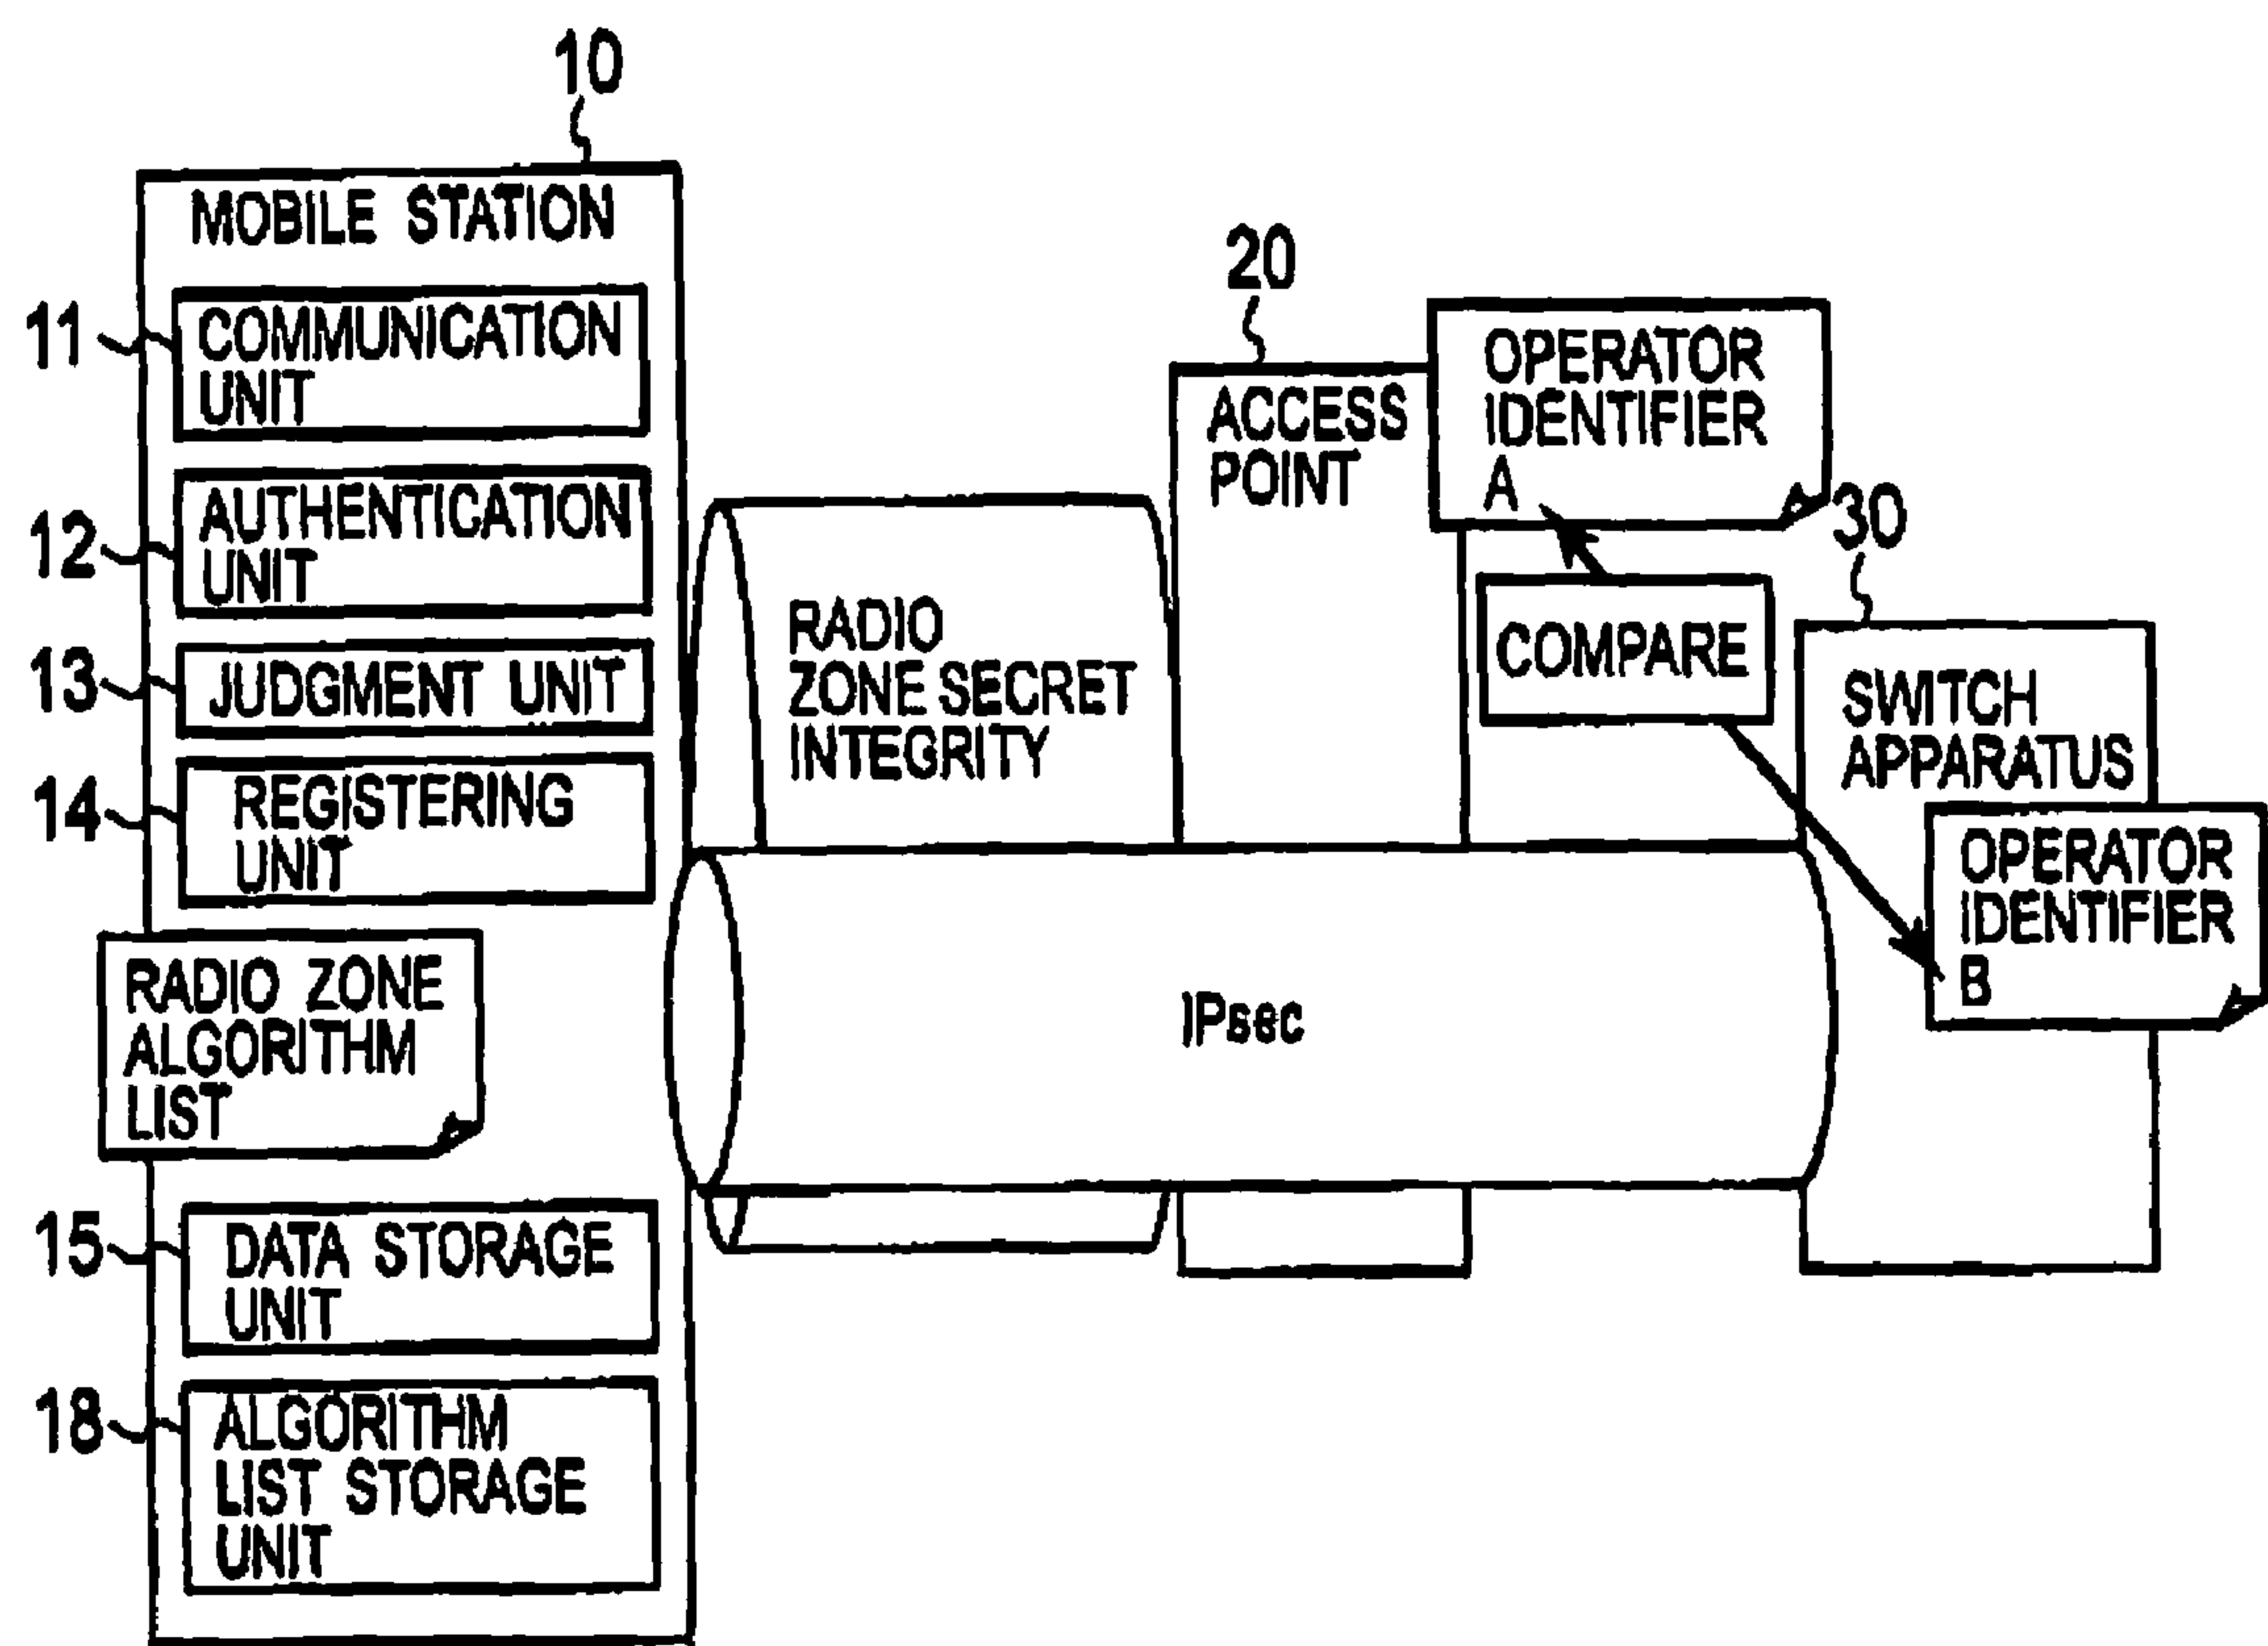 10
MOBILE STATION
11
COMMUNICATION
UNIT
12
AUTHENTICATION
UNIT
13
JUDGMENT UNIT
14
REGISTERING
UNIT
RADIO ZONE
ALGORITHM
LIST
15
DATA STORAGE
UNIT
18
ALGORITHM
LIST STORAGE
UNIT
RADIO
ZONE SECRET
INTEGRITY
IPsec
20
ACCESS
POINT
OPERATOR
IDENTIFIER
A
COMPARE
30
SWITCH
APPARATUS
OPERATOR
IDENTIFIER
B